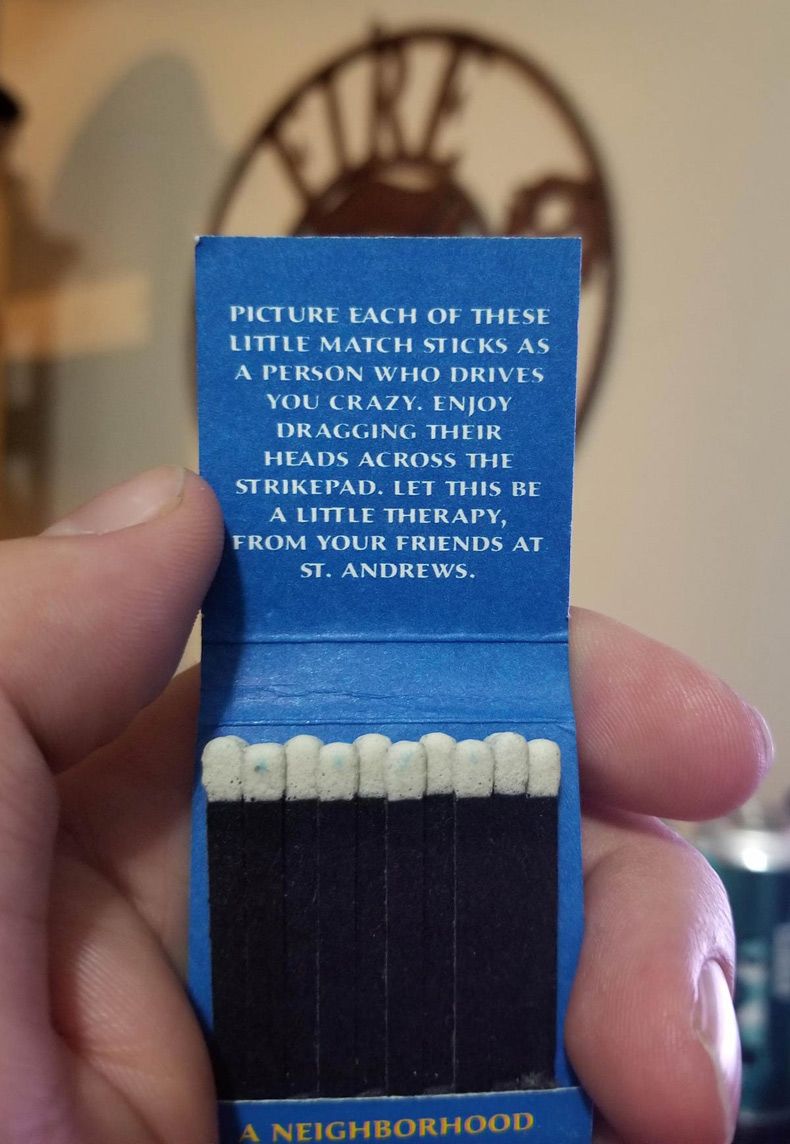 FIRE
PICTURE EACH OF THESE
LITTLE MATCH STICKS AS
A PERSON WHO DRIVES
YOU CRAZY. ENJOY
DRAGGING THEIR
HEADS ACROSS THE
STRIKEPAD. LET THIS BE
A LITTLE THERAPY,
FROM YOUR FRIENDS AT
ST. ANDREWS.
A NEIGHBORHOOD